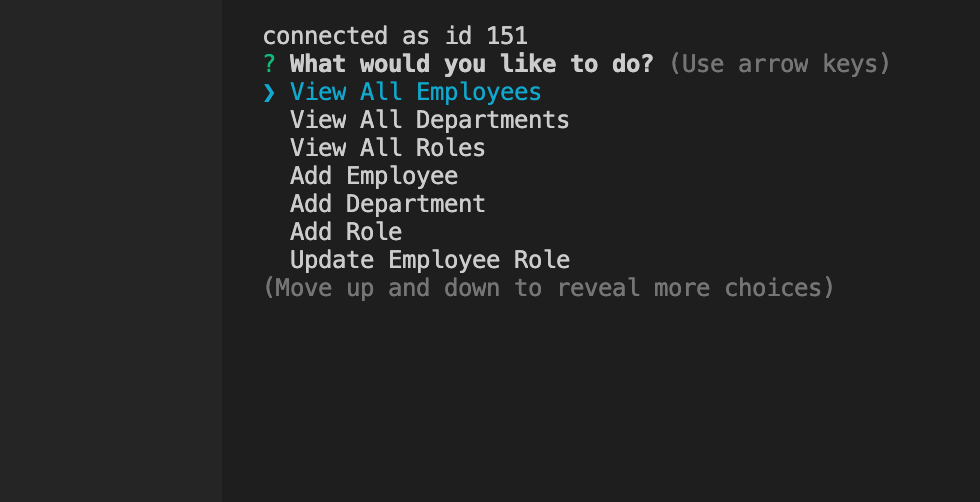 connected as id 151
? What would you like to do? (Use arrow keys)
❯ View All Employees
View All Departments
View All Roles
Add Employee
Add Department
Add Role
Update Employee Role
(Move up and down to reveal more choices)